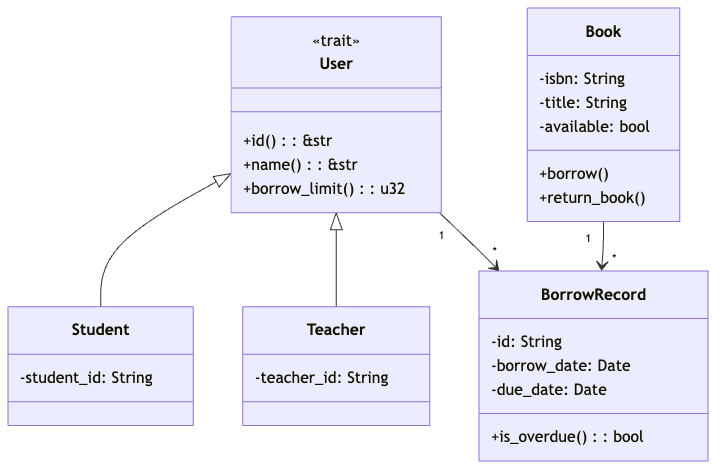 «trait»
User
+id() : : &str
+name() : : &str
+borrow_limit() : : u32
Book
-isbn: String
-title: String
-available: bool
+borrow()
+return_book()
1
*
1
*
Student
-student_id: String
Teacher
-teacher_id: String
BorrowRecord
-id: String
-borrow_date: Date
-due_date: Date
+is_overdue() : : bool